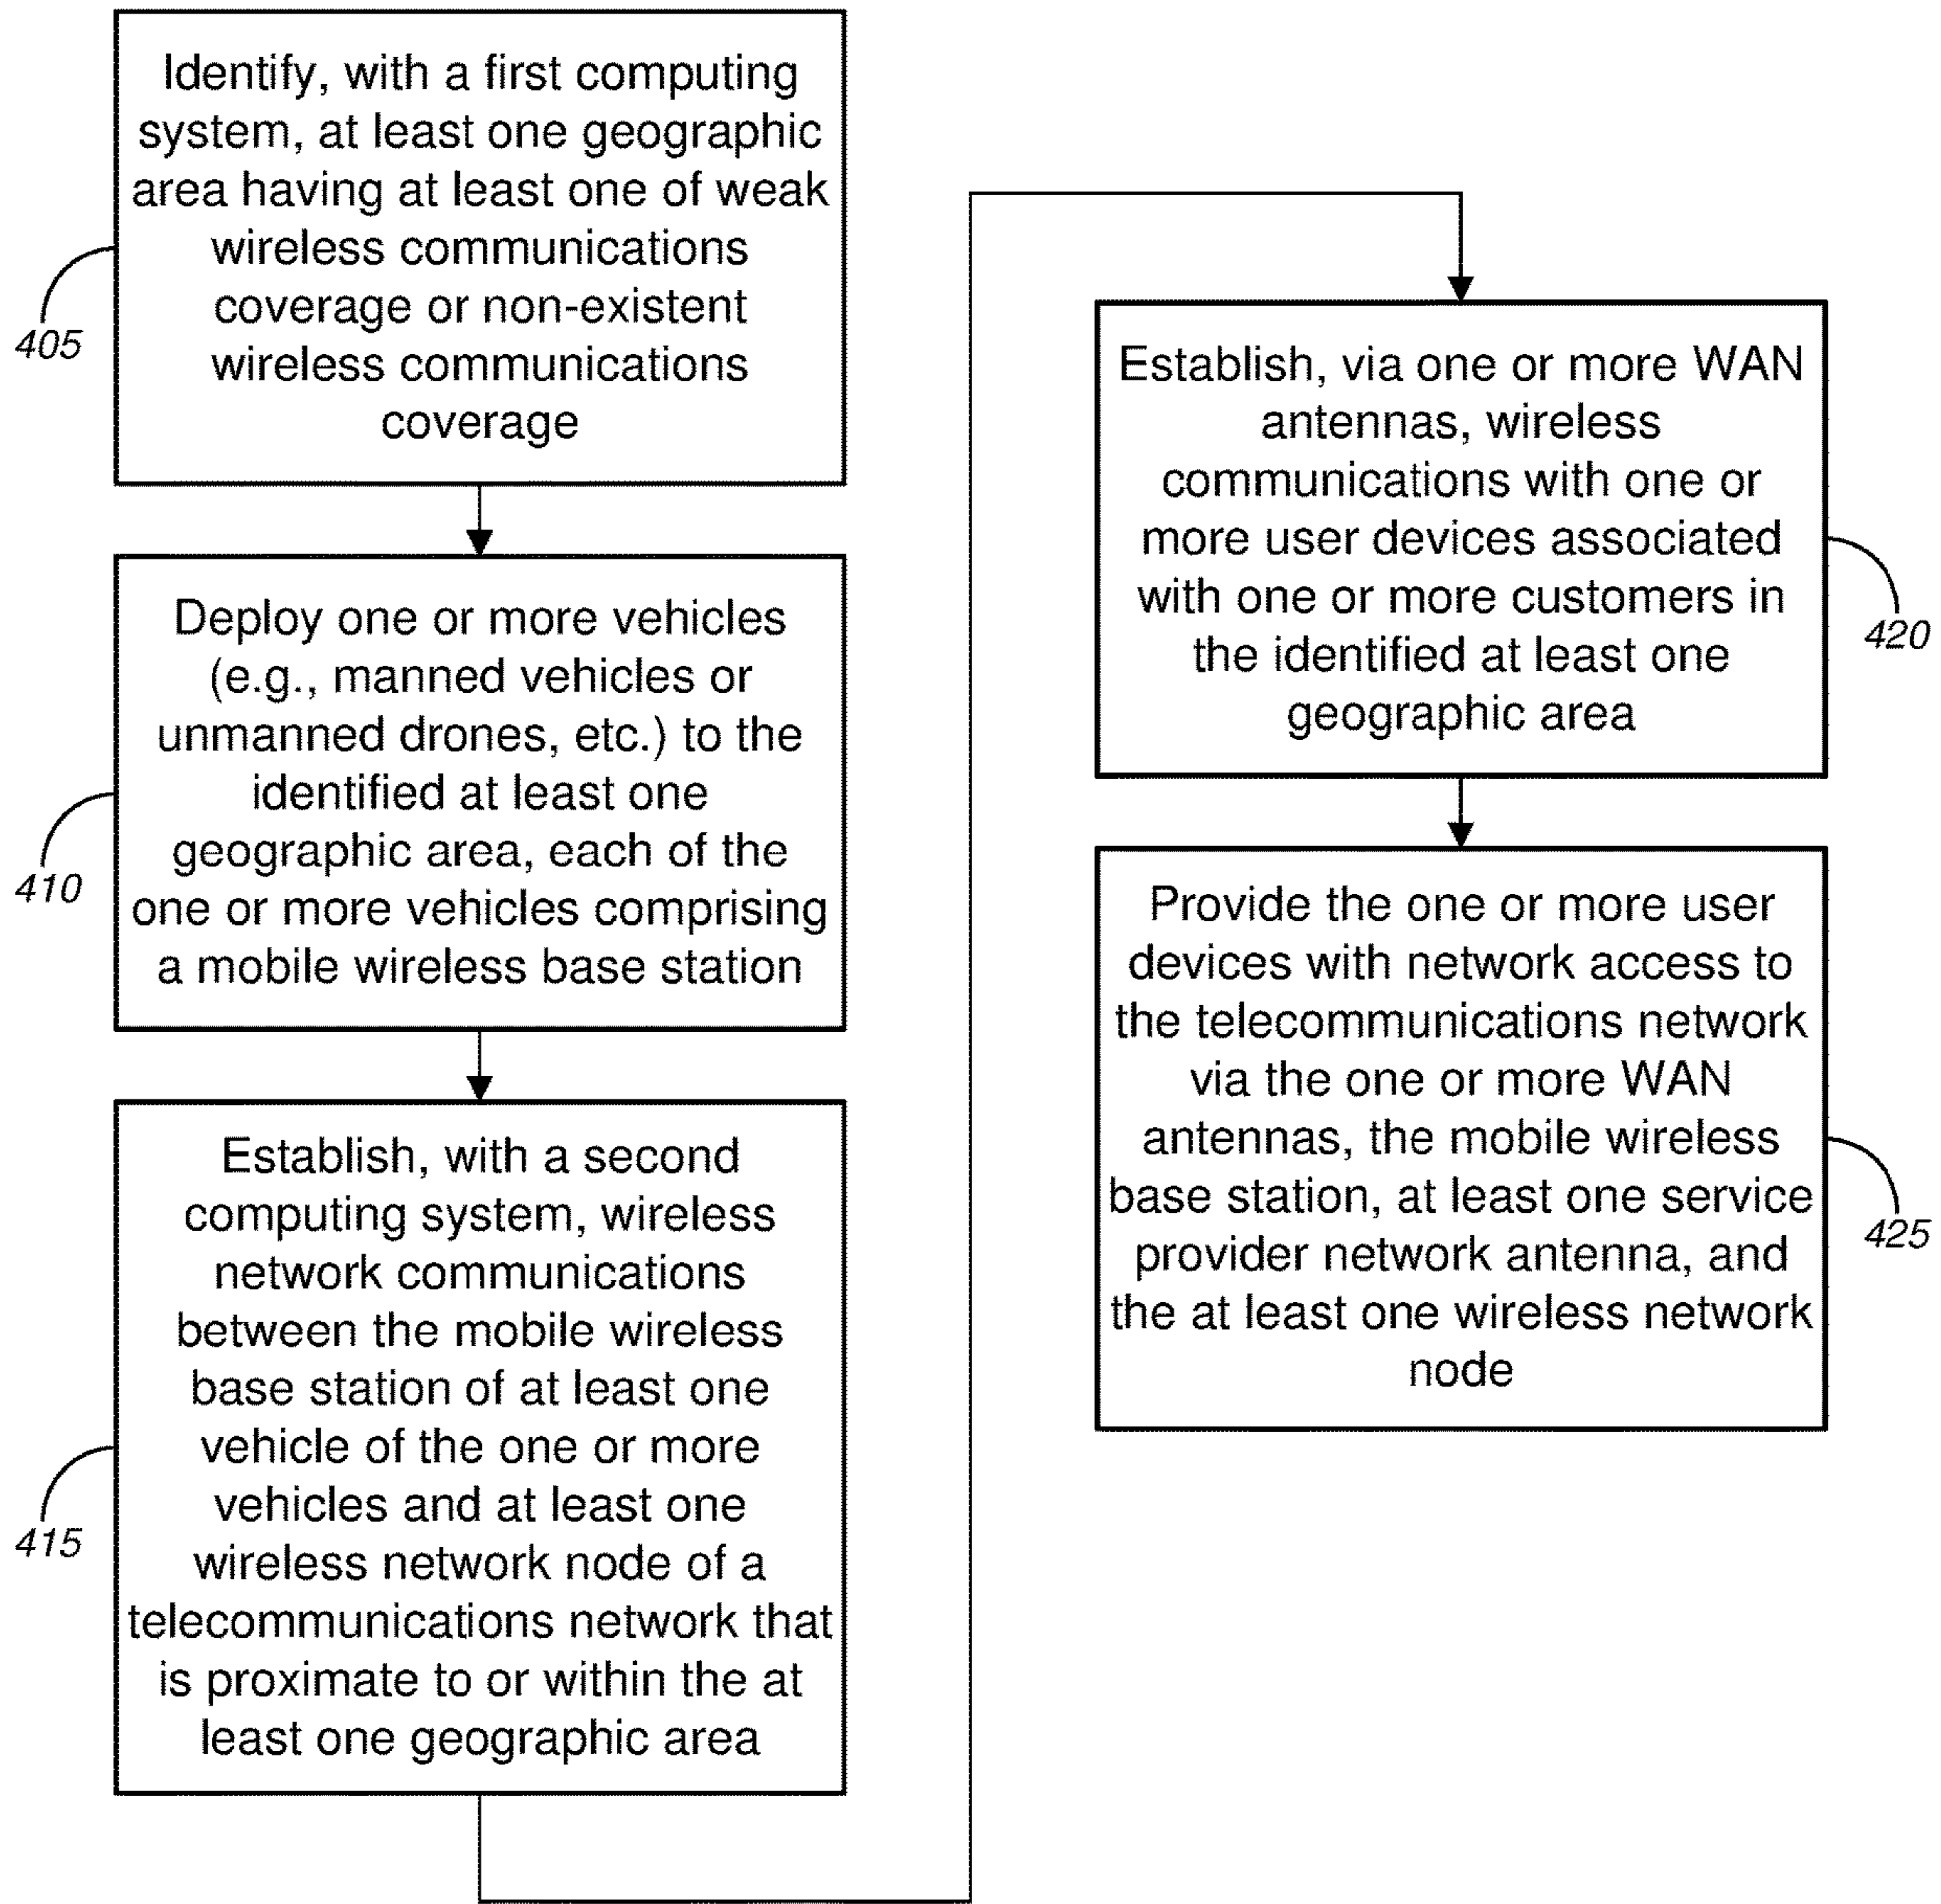 Identify, with a first computing
system, at least one geographic
area having at least one of weak
wireless communications
coverage or non-existent
wireless communications
coverage
405
Deploy one or more vehicles
(e.g., manned vehicles or
unmanned drones, etc.) to the
identified at least one
geographic area, each of the
one or more vehicles comprising
a mobile wireless base station
410
Establish, with a second
computing system, wireless
network communications
between the mobile wireless
base station of at least one
vehicle of the one or more
vehicles and at least one
wireless network node of a
telecommunications network that
is proximate to or within the at
least one geographic area
415
Establish, via one or more WAN
antennas, wireless
communications with one or
more user devices associated
with one or more customers in
the identified at least one
geographic area
420
Provide the one or more user
devices with network access to
the telecommunications network
via the one or more WAN
antennas, the mobile wireless
base station, at least one service
provider network antenna, and
the at least one wireless network
node
425